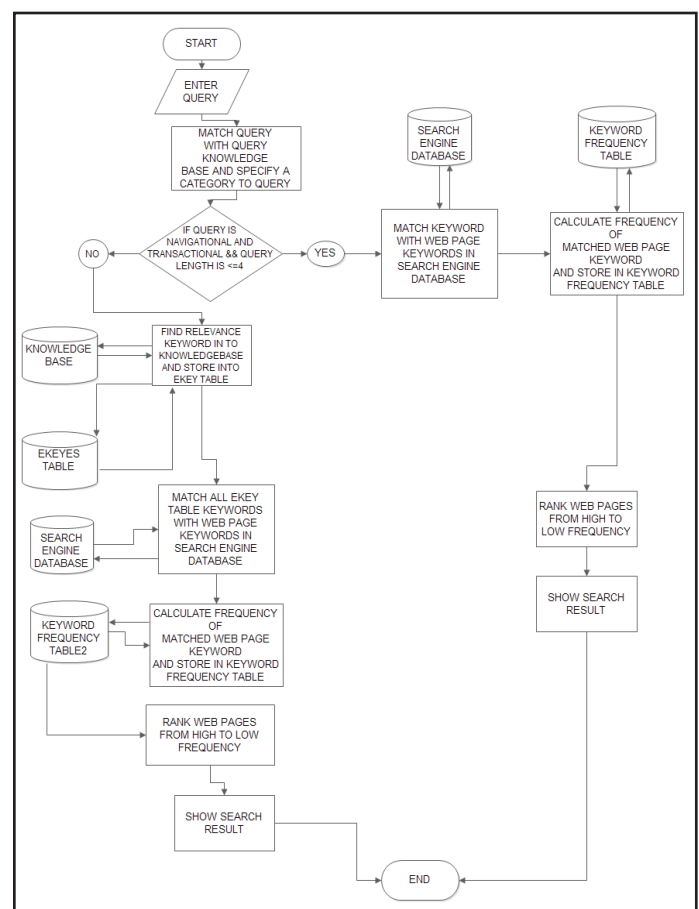 START
ENTER
QUERY
MATCH QUERY
WITH QUERY
KNOWLEDGE
BASE AND SPECIFY A
CATEGORY TO QUERY
IF QUERY IS
NAVIGATIONAL AND
TRANSACTIONAL && QUERY
LENGTH IS <=4
NO
YES
SEARCH
ENGINE
DATABASE
MATCH KEYWORD
WITH WEB PAGE
KEYWORDS IN
SEARCH ENGINE
DATABASE
KEYWORD
FREQUENCY
TABLE
CALCULATE FREQUENCY
OF
MATCHED WEB PAGE
KEYWORD
AND STORE IN KEYWORD
FREQUENCY TABLE
FIND RELEVANCE
KEYWORD IN TO
KNOWLEDGEBASE
AND STORE INTO
EKEY TABLE
KNOWLEDGE
BASE
EKEYES
TABLE
MATCH ALL EKEY
TABLE KEYWORDS
WITH WEB PAGE
KEYWORDS IN
SEARCH ENGINE
DATABASE
SEARCH
ENGINE
DATABASE
KEYWORD
FREQUENCY
TABLE2
CALCULATE FREQUENCY
OF
MATCHED WEB PAGE
KEYWORD
AND STORE IN KEYWORD
FREQUENCY TABLE
RANK WEB PAGES
FROM HIGH TO LOW
FREQUENCY
SHOW SEARCH
RESULT
RANK WEB PAGES
FROM HIGH TO
LOW FREQUENCY
SHOW SEARCH
RESULT
END